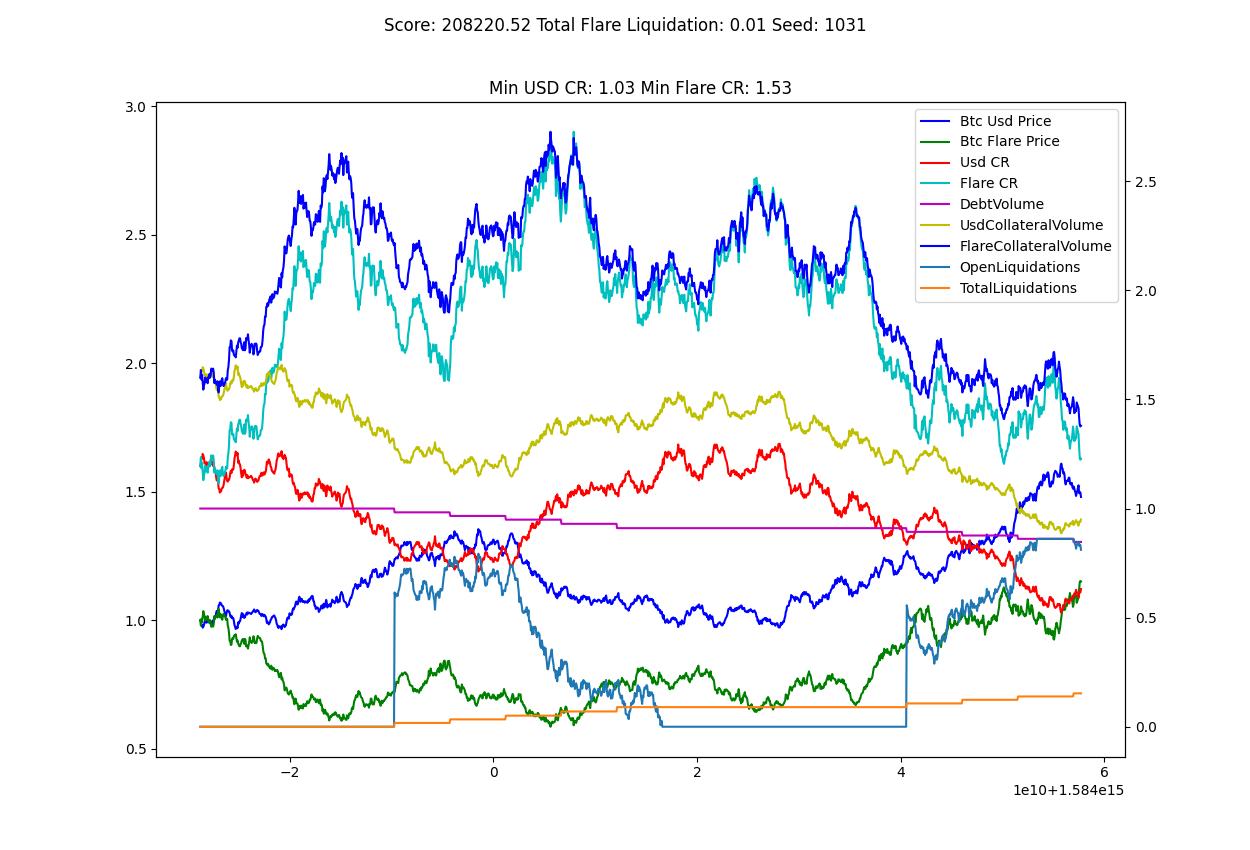 Score: 208220.52 Total Flare Liquidation: 0.01 Seed: 1031
Min USD CR: 1.03 Min Flare CR: 1.53
3.0
2.5
2.0
1.5
1.0
0.5
Btc Usd Price
Btc Flare Price
Usd CR
Flare CR
DebtVolume
UsdCollateralVolume
FlareCollateralVolume
OpenLiquidations
TotalLiquidations
2.5
2.0
1.5
1.0
0.5
0.0
−2
0
2
4
6
1e10+1.584e15